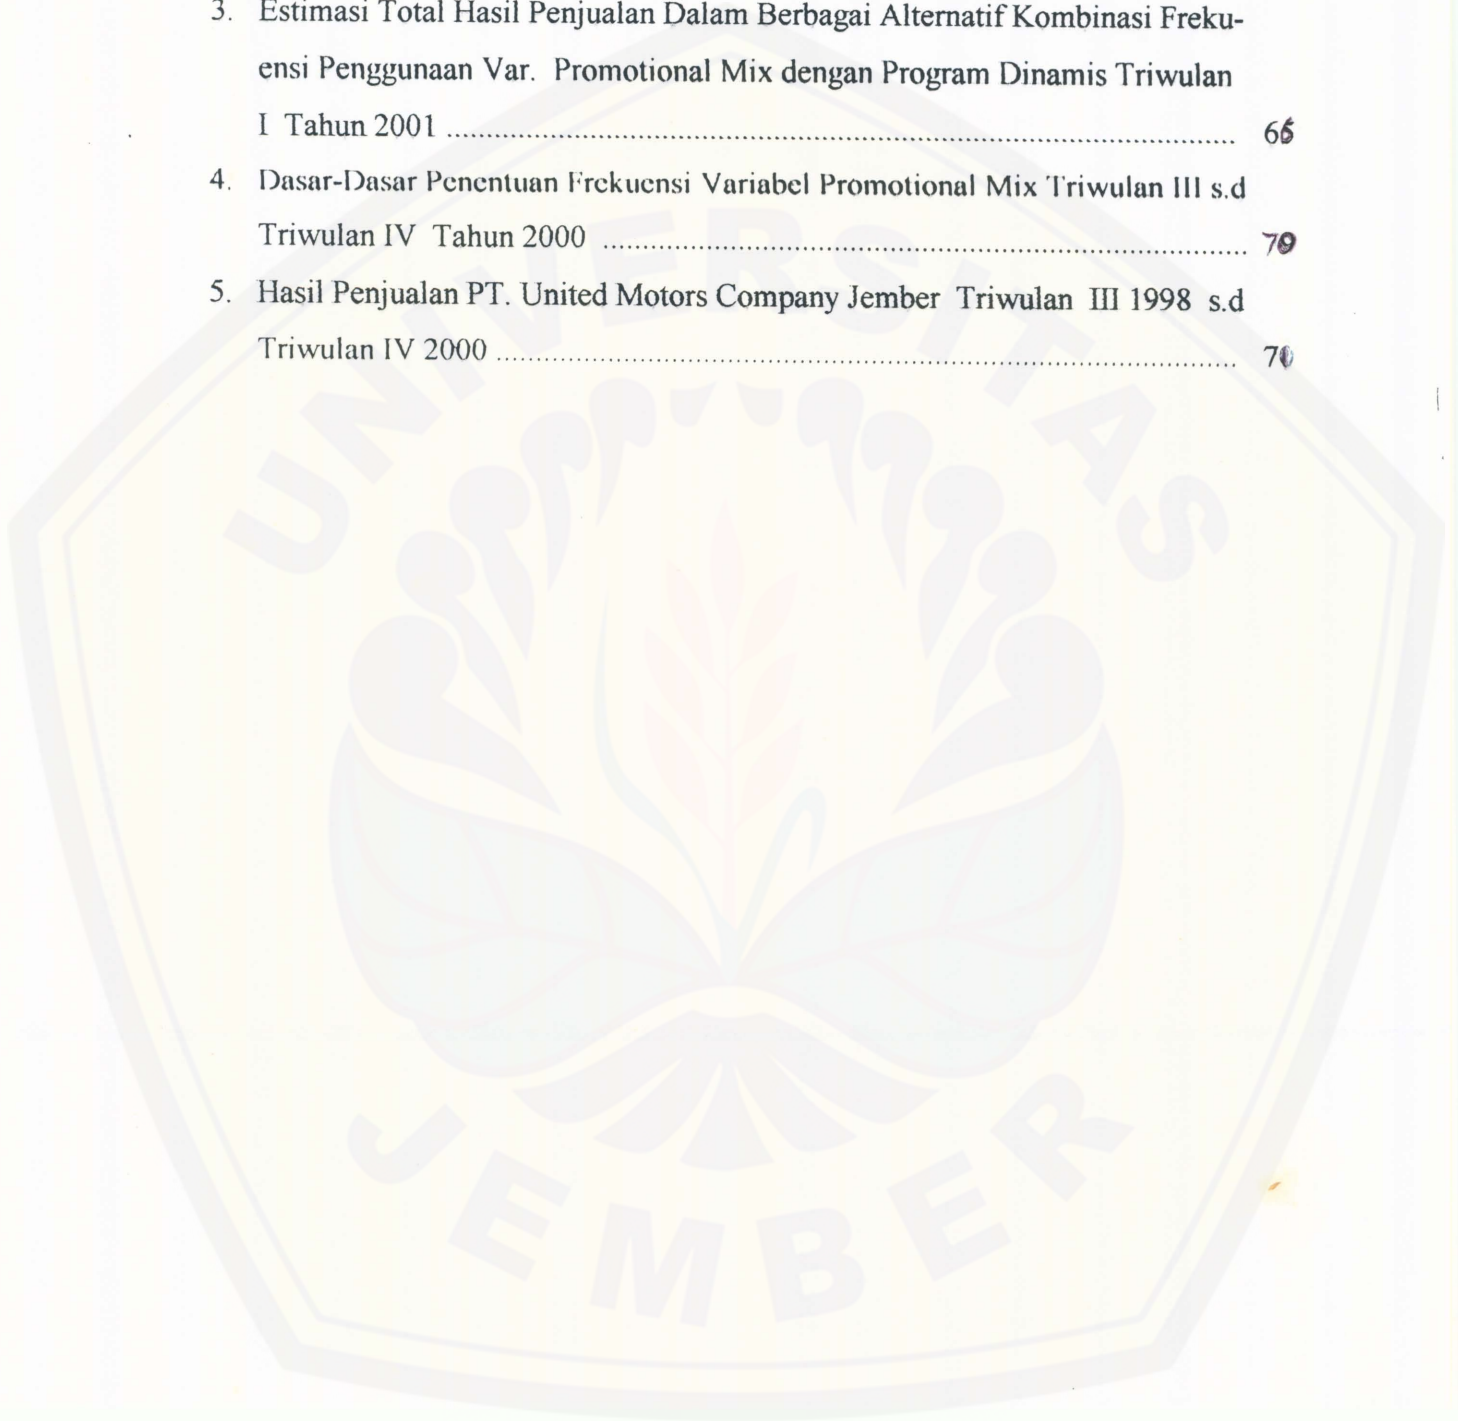 3. Estimasi Total Hasil Penjualan Dalam Berbagai Alternatif Kombinasi Freku-
ensi Penggunaan Var. Promotional Mix dengan Program Dinamis Triwulan
I Tahun 2001 ........................................ 66
4. Dasar-Dasar Penentuan Frekuensi Variabel Promotional Mix Triwulan III s.d
Triwulan IV Tahun 2000 ........................................ 70
5. Hasil Penjualan PT. United Motors Company Jember Triwulan III 1998 s.d
Triwulan IV 2000 ........................................
UNIVERSITAS
JEMBER